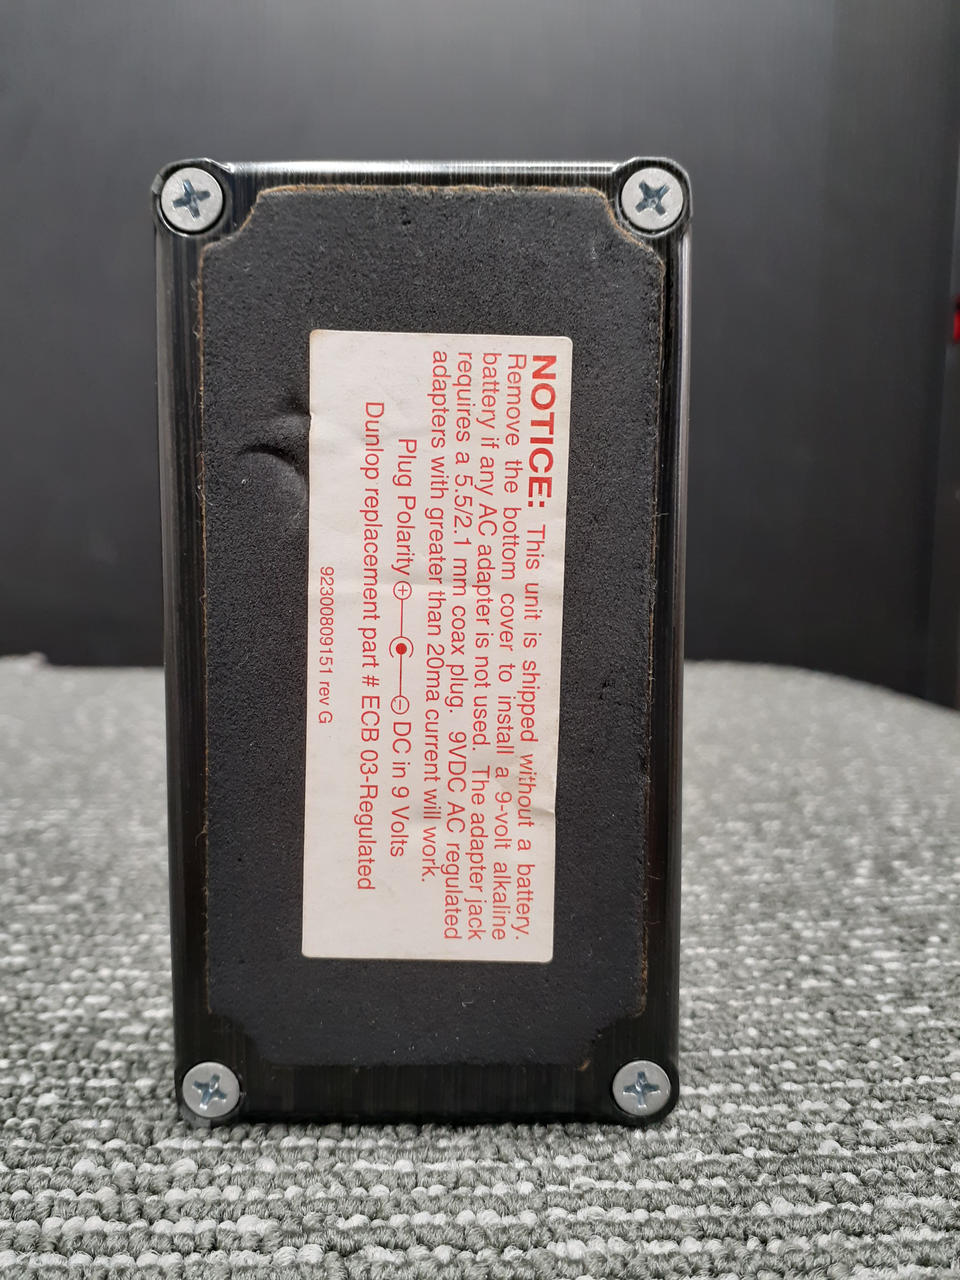 NOTICE: This unit is shipped without a battery.
Remove the bottom cover to install a 9-volt alkaline
battery if any AC adapter is not used. The adapter jack
requires a 5.5/2.1 mm coax plug. 9VDC AC regulated
adapters with greater than 20ma current will work.
Plug Polarity + - DC in 9 Volts
Dunlop replacement part # ECB 03-Regulated
92300809151 rev G